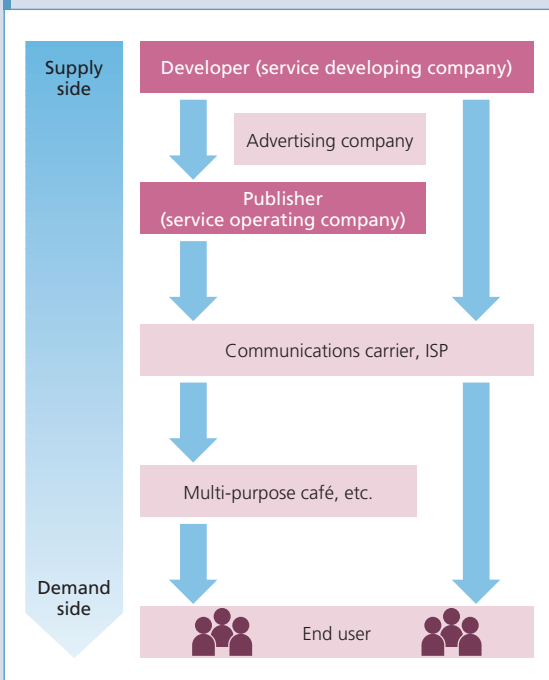 Supply
side
Developer (service developing company)
Advertising company
Publisher
(service operating company)
Communications carrier, ISP
Multi-purpose café, etc.
Demand
side
End user